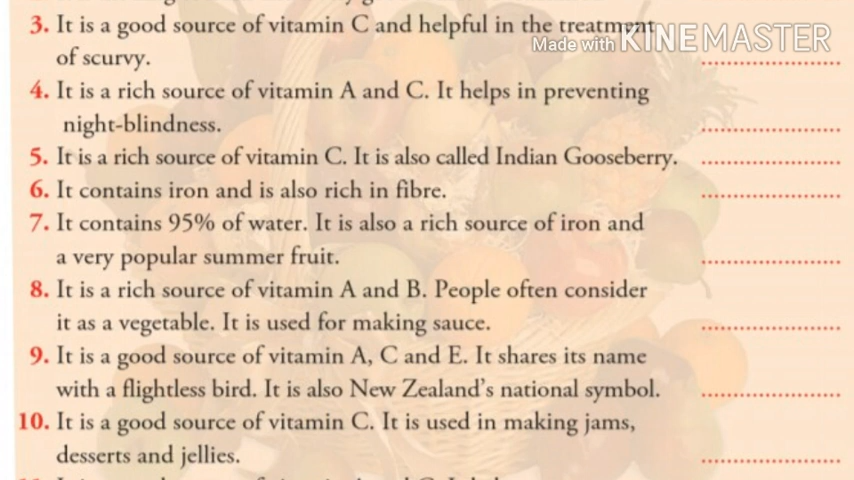 3. It is a good source of vitamin C and helpful in the treatment
Made with KINEMASTER
of scurvy.
4. It is a rich source of vitamin A and C. It helps in preventing
night-blindness.
5. It is a rich source of vitamin C. It is also called Indian Gooseberry.
6. It contains iron and is also rich in fibre.
7. It contains 95% of water. It is also a rich source of iron and
a very popular summer fruit.
8. It is a rich source of vitamin A and B. People often consider
it as a vegetable. It is used for making sauce.
9. It is a good source of vitamin A, C and E. It shares its name
with a flightless bird. It is also New Zealand's national symbol.
10. It is a good source of vitamin C. It is used in making jams,
desserts and jellies.